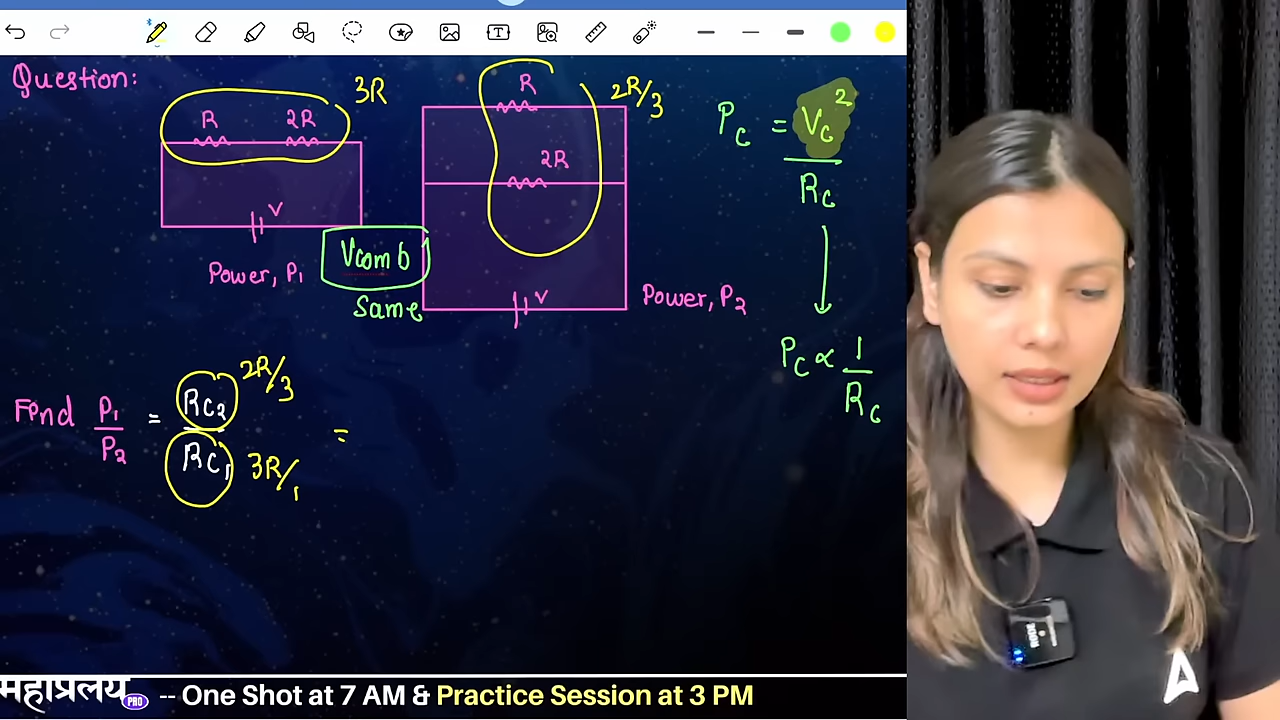 Question:
R 2R
3R
V
Power, P1
Vcomb
Same
R
2R
2R/3
V
Power, P2
Pc = Vc²
Rc
Pc ∝ 1
Rc
Find P1
P2
= Rc2 2R/3
Rc1 3R/1
=
महाप्रलय PRO -- One Shot at 7 AM & Practice Session at 3 PM